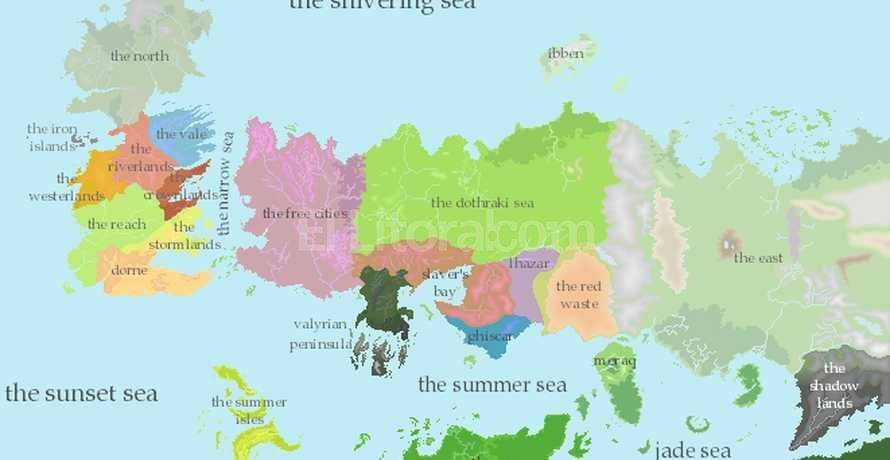 the shivering sea
the north
ibben
the iron
islands
the vale
the
riverlands
the
westerlands
the
crownlands
the narrow sea
the reach
the
stormlands
dorne
the free cities
the dothraki sea
ElLitoral.com
the east
slaver's
bay
lhazar
the red
waste
ghiscar
valyrian
peninsula
meraq
the
shadow
lands
the sunset sea
the summer
isles
the summer sea
jade sea